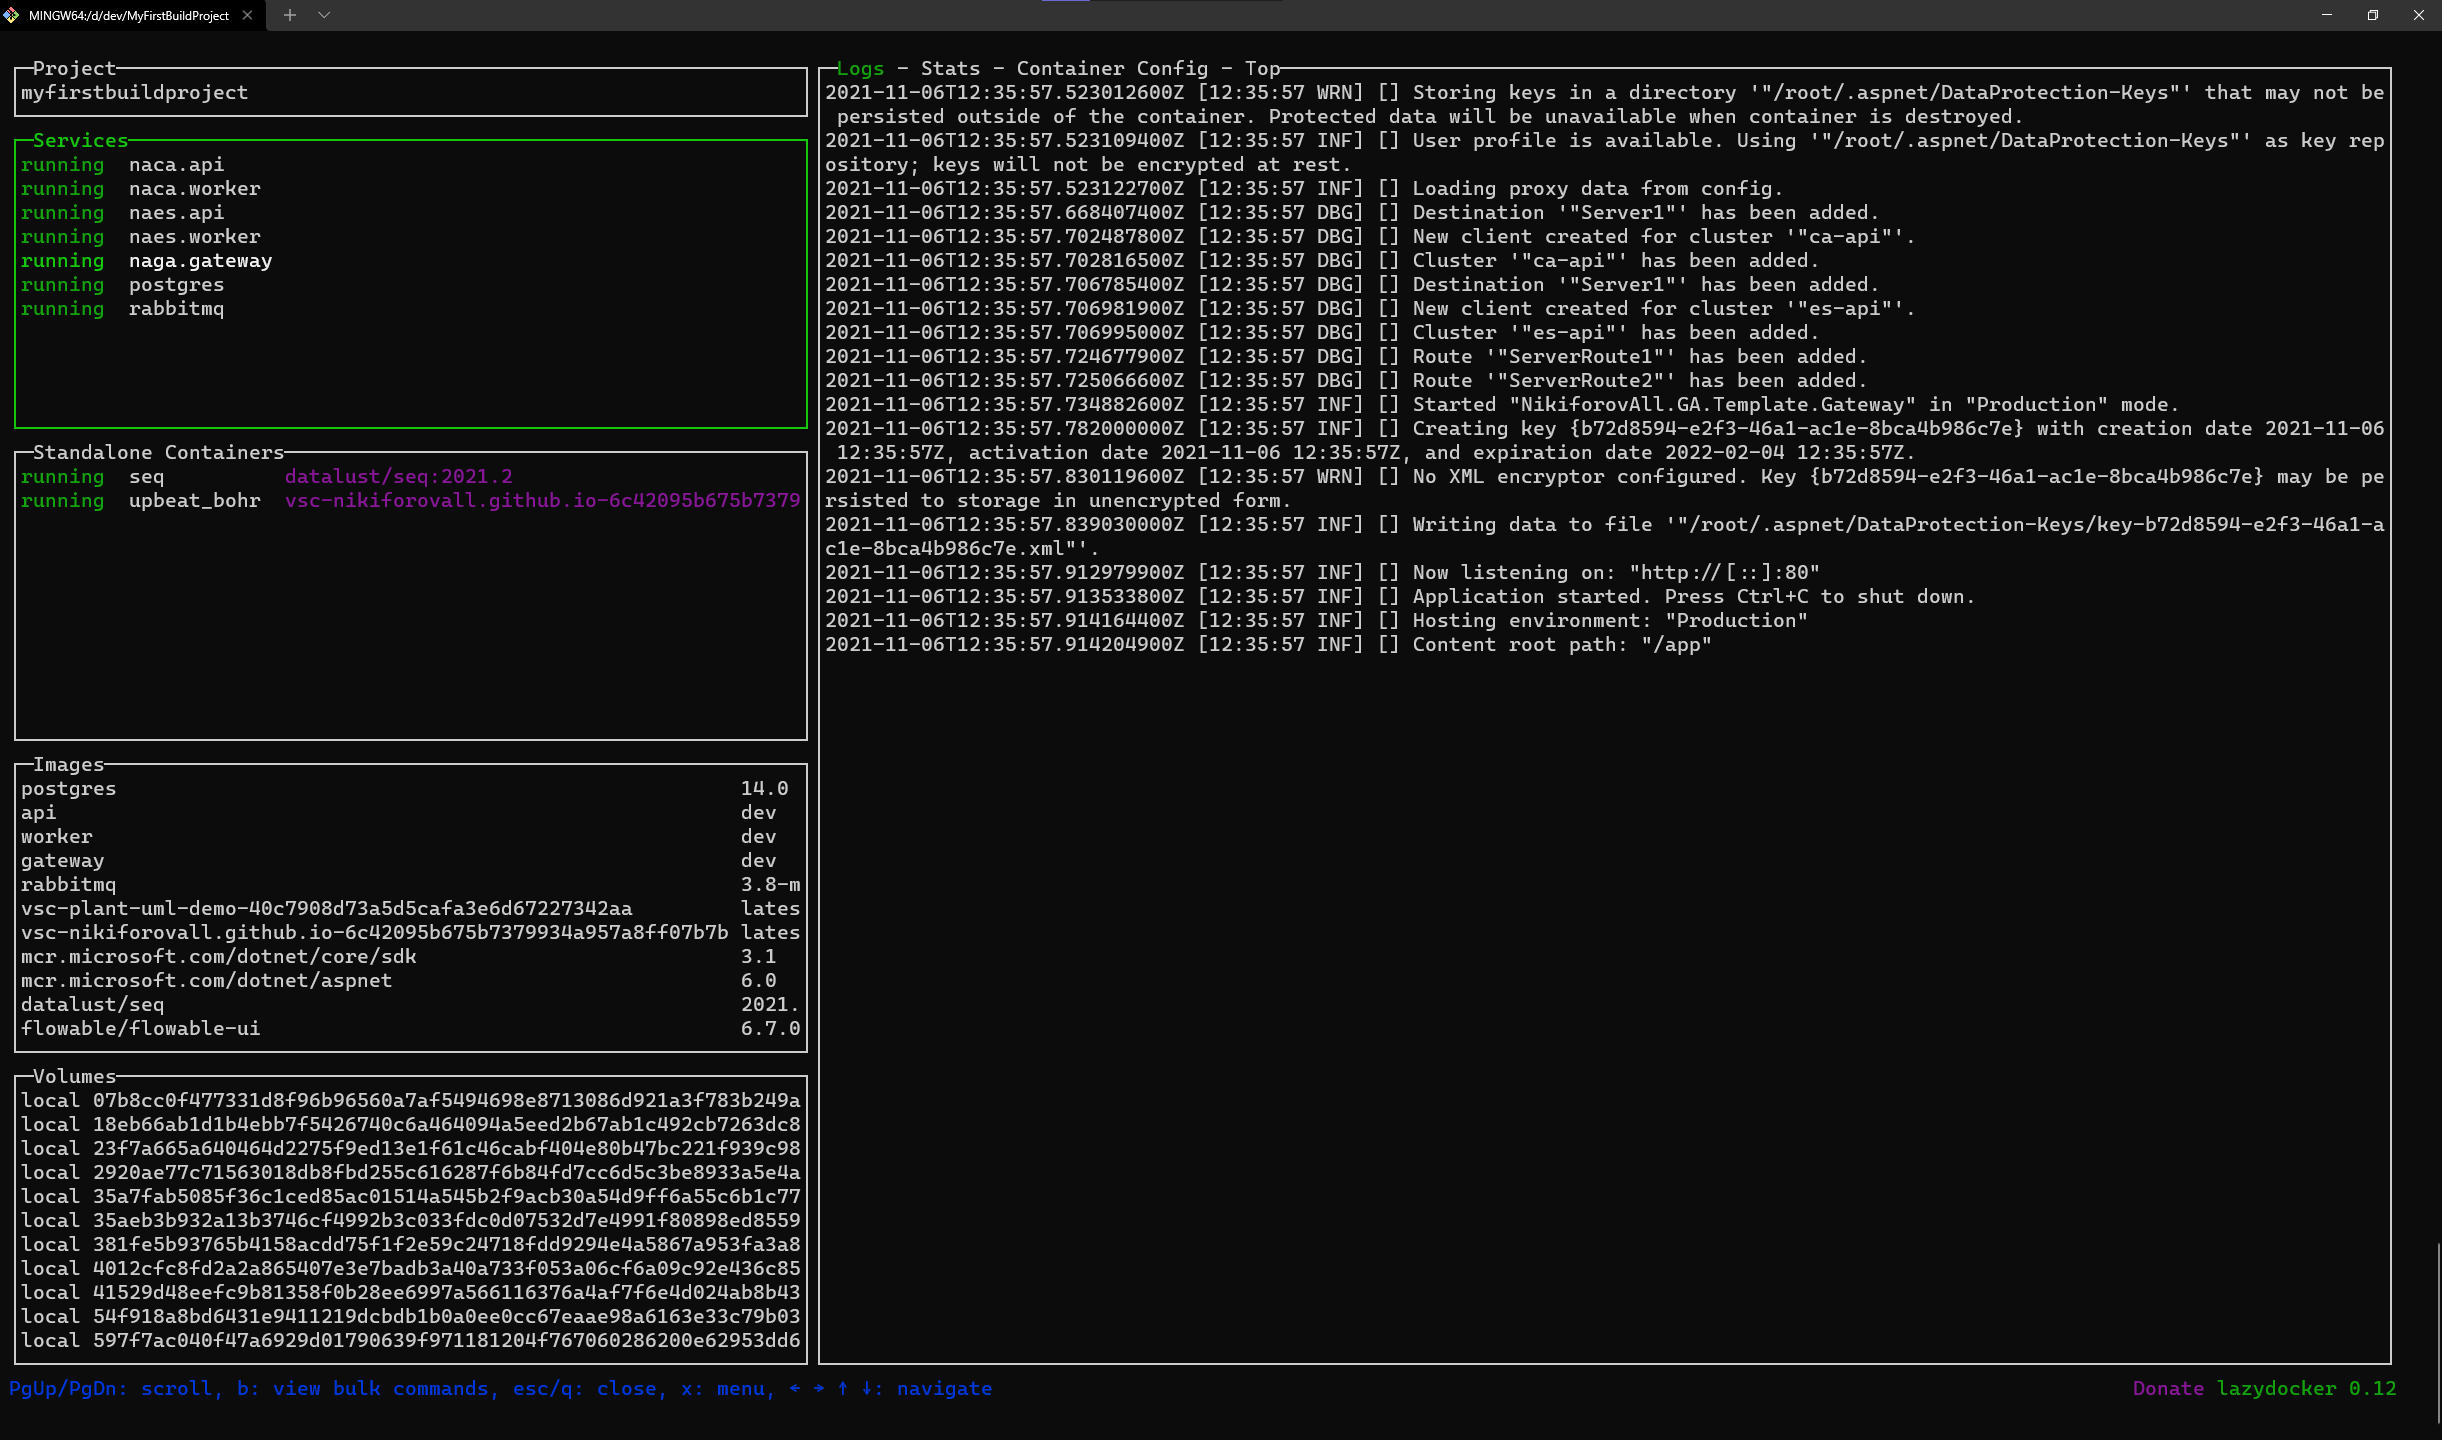 MINGW64:/d/dev/MyFirstBuildProject
Project
myfirstbuildproject
Services
running naca.api
running naca.worker
running naes.api
running naes.worker
running naga.gateway
running postgres
running rabbitmq
Standalone Containers
running seq datalust/seq:2021.2
running upbeat_bohr vsc-nikiforovall.github.io-6c42095b675b7379
Images
postgres 14.0
api dev
worker dev
gateway dev
rabbitmq 3.8-m
vsc-plant-uml-demo-40c7908d73a5d5cafa3e6d67227342aa lates
vsc-nikiforovall.github.io-6c42095b675b7379934a957a8ff07b7b lates
mcr.microsoft.com/dotnet/core/sdk 3.1
mcr.microsoft.com/dotnet/aspnet 6.0
datalust/seq 2021.
flowable/flowable-ui 6.7.0
Volumes
local 07b8cc0f477331d8f96b96560a7af5494698e8713086d921a3f783b249a
local 18eb66ab1d1b4ebb7f5426740c6a464094a5eed2b67ab1c492cb7263dc8
local 23f7a665a640464d2275f9ed13e1f61c46cabf404e80b47bc221f939c98
local 2920ae77c71563018db8fbd255c616287f6b84fd7cc6d5c3be8933a5e4a
local 35a7fab5085f36c1ced85ac01514a545b2f9acb30a54d9ff6a55c6b1c77
local 35aeb3b932a13b3746cf4992b3c033fdc0d07532d7e4991f80898ed8559
local 381fe5b93765b4158acdd75f1f2e59c24718fdd9294e4a5867a953fa3a8
local 4012cfc8fd2a2a865407e3e7badb3a40a733f053a06cf6a09c92e436c85
local 41529d48eefc9b81358f0b28ee6997a566116376a4af7f6e4d024ab8b43
local 54f918a8bd6431e9411219dcbdb1b0a0ee0cc67eaae98a6163e33c79b03
local 597f7ac040f47a6929d01790639f971181204f767060286200e62953dd6
Logs - Stats - Container Config - Top
2021-11-06T12:35:57.523012600Z [12:35:57 WRN] [] Storing keys in a directory '"/root/.aspnet/DataProtection-Keys"' that may not be
persisted outside of the container. Protected data will be unavailable when container is destroyed.
2021-11-06T12:35:57.523109400Z [12:35:57 INF] [] User profile is available. Using '"/root/.aspnet/DataProtection-Keys"' as key rep
ository; keys will not be encrypted at rest.
2021-11-06T12:35:57.523122700Z [12:35:57 INF] [] Loading proxy data from config.
2021-11-06T12:35:57.668407400Z [12:35:57 DBG] [] Destination '"Server1"' has been added.
2021-11-06T12:35:57.702487800Z [12:35:57 DBG] [] New client created for cluster '"ca-api"'.
2021-11-06T12:35:57.702816500Z [12:35:57 DBG] [] Cluster '"ca-api"' has been added.
2021-11-06T12:35:57.706785400Z [12:35:57 DBG] [] Destination '"Server1"' has been added.
2021-11-06T12:35:57.706981900Z [12:35:57 DBG] [] New client created for cluster '"es-api"'.
2021-11-06T12:35:57.706995000Z [12:35:57 DBG] [] Cluster '"es-api"' has been added.
2021-11-06T12:35:57.724677900Z [12:35:57 DBG] [] Route '"ServerRoute1"' has been added.
2021-11-06T12:35:57.725066600Z [12:35:57 DBG] [] Route '"ServerRoute2"' has been added.
2021-11-06T12:35:57.734882600Z [12:35:57 INF] [] Started "NikiforovAll.GA.Template.Gateway" in "Production" mode.
2021-11-06T12:35:57.782000000Z [12:35:57 INF] [] Creating key {b72d8594-e2f3-46a1-ac1e-8bca4b986c7e} with creation date 2021-11-06
12:35:57Z, activation date 2021-11-06 12:35:57Z, and expiration date 2022-02-04 12:35:57Z.
2021-11-06T12:35:57.830119600Z [12:35:57 WRN] [] No XML encryptor configured. Key {b72d8594-e2f3-46a1-ac1e-8bca4b986c7e} may be pe
rsisted to storage in unencrypted form.
2021-11-06T12:35:57.839030000Z [12:35:57 INF] [] Writing data to file '"/root/.aspnet/DataProtection-Keys/key-b72d8594-e2f3-46a1-a
c1e-8bca4b986c7e.xml"'.
2021-11-06T12:35:57.912979900Z [12:35:57 INF] [] Now listening on: "http://[::]:80"
2021-11-06T12:35:57.913533800Z [12:35:57 INF] [] Application started. Press Ctrl+C to shut down.
2021-11-06T12:35:57.914164400Z [12:35:57 INF] [] Hosting environment: "Production"
2021-11-06T12:35:57.914204900Z [12:35:57 INF] [] Content root path: "/app"
PgUp/PgDn: scroll, b: view bulk commands, esc/q: close, x: menu, ← → ↑ ↓: navigate
Donate lazydocker 0.12